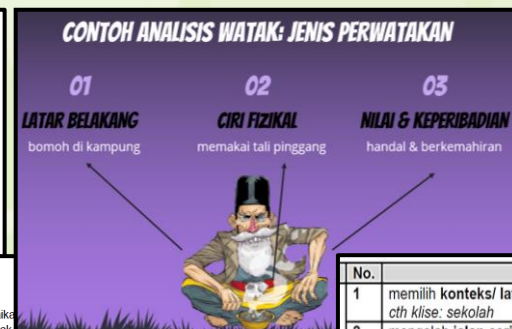 CONTOH ANALISIS WATAK: JENIS PERWATAKAN
01
02
03
LATAR BELAKANG
CIRI FIZIKAL
NILAI & KEPERIBADIAN
bomoh di kampung
memakai tali pinggang
handal & berkemahiran
No.
1
memilih konteks/ la
cth klise: sekolah